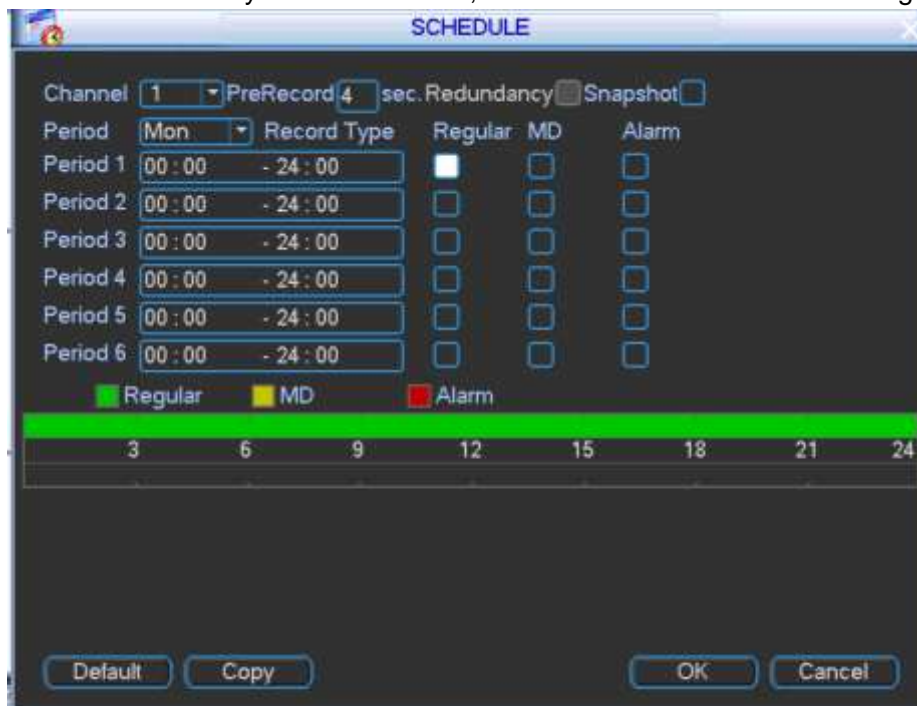 SCHEDULE
Channel 1 PreRecord 4 sec. Redundancy Snapshot
Period Mon Record Type Regular MD Alarm
Period 1 00 : 00 - 24 : 00
Period 2 00 : 00 - 24 : 00
Period 3 00 : 00 - 24 : 00
Period 4 00 : 00 - 24 : 00
Period 5 00 : 00 - 24 : 00
Period 6 00 : 00 - 24 : 00
Regular MD Alarm
3 6 9 12 15 18 21 24
Default Copy OK Cancel